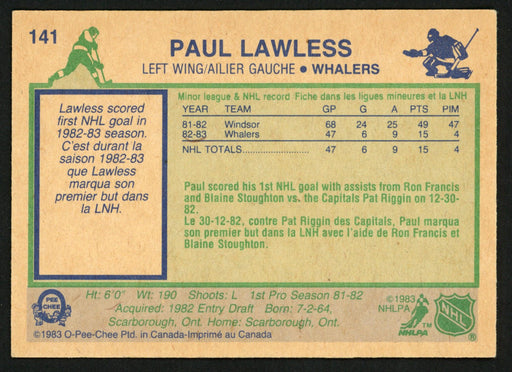 141
PAUL LAWLESS
LEFT WING/AILIER GAUCHE • WHALERS
Lawless scored
first NHL goal in
1982-83 season.
C'est durant la
saison 1982-83
que Lawless
marqua son
premier but dans
la LNH.
Minor league & NHL record Fiche dans les ligues mineures et la LNH
YEAR TEAM GP G A PTS PIM
81-82 Windsor 68 24 25 49 47
82-83 Whalers 47 6 9 15 4
NHL TOTALS..................... 47 6 9 15 4
Paul scored his 1st NHL goal with assists from Ron Francis
and Blaine Stoughton vs. the Capitals Pat Riggin on 12-30-
82.
Le 30-12-82, contre Pat Riggin des Capitals, Paul marqua
son premier but dans la LNH avec l'aide de Ron Francis et
Blaine Stoughton.
O PEE CHEE
Ht: 6'0" Wt: 190 Shoots: L 1st Pro Season 81-82
Acquired: 1982 Entry Draft Born: 7-2-64,
Scarborough, Ont. Home: Scarborough, Ont.
©1983 O-Pee-Chee Ptd. in Canada-Imprimé au Canada
©1983
NHLPA
NHLPA TM
NHL ®